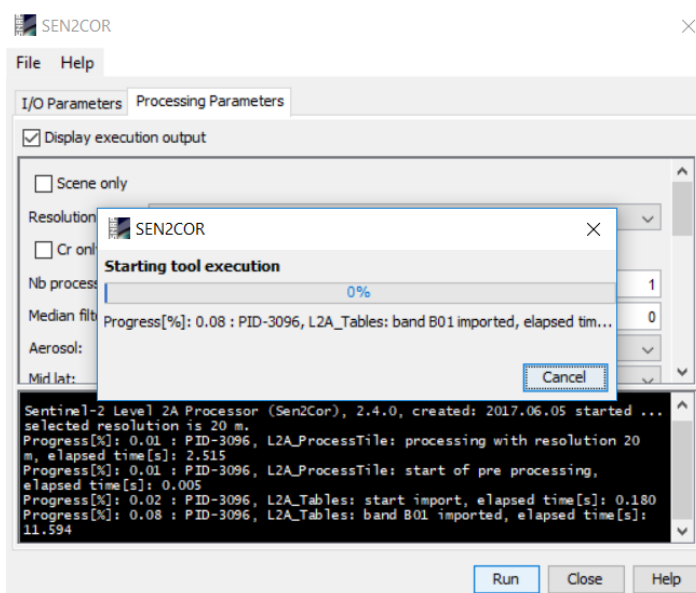 SEN2COR
File Help
I/O Parameters Processing Parameters
Display execution output
Scene only
Resolution
Cr
Nb
Median
Aerosol:
Mid lat:
1
0
SEN2COR
Starting tool execution
0%
Progress[%]: 0.08 : PID-3096, L2A_Tables: band B01 imported, elapsed tim...
Cancel
Sentinel-2 Level 2A Processor (Sen2Cor), 2.4.0, created: 2017.06.05 started ...
selected resolution is 20 m.
Progress[%]: 0.01 : PID-3096, L2A_ProcessTile: processing with resolution 20
m, elapsed time[s]: 2.515
Progress[%]: 0.01 : PID-3096, L2A_ProcessTile: start of pre processing,
elapsed time[s]: 0.005
Progress[%]: 0.02 : PID-3096, L2A_Tables: start import, elapsed time[s]: 0.180
Progress[%]: 0.08 : PID-3096, L2A_Tables: band B01 imported, elapsed time[s]:
11.594
Run Close Help